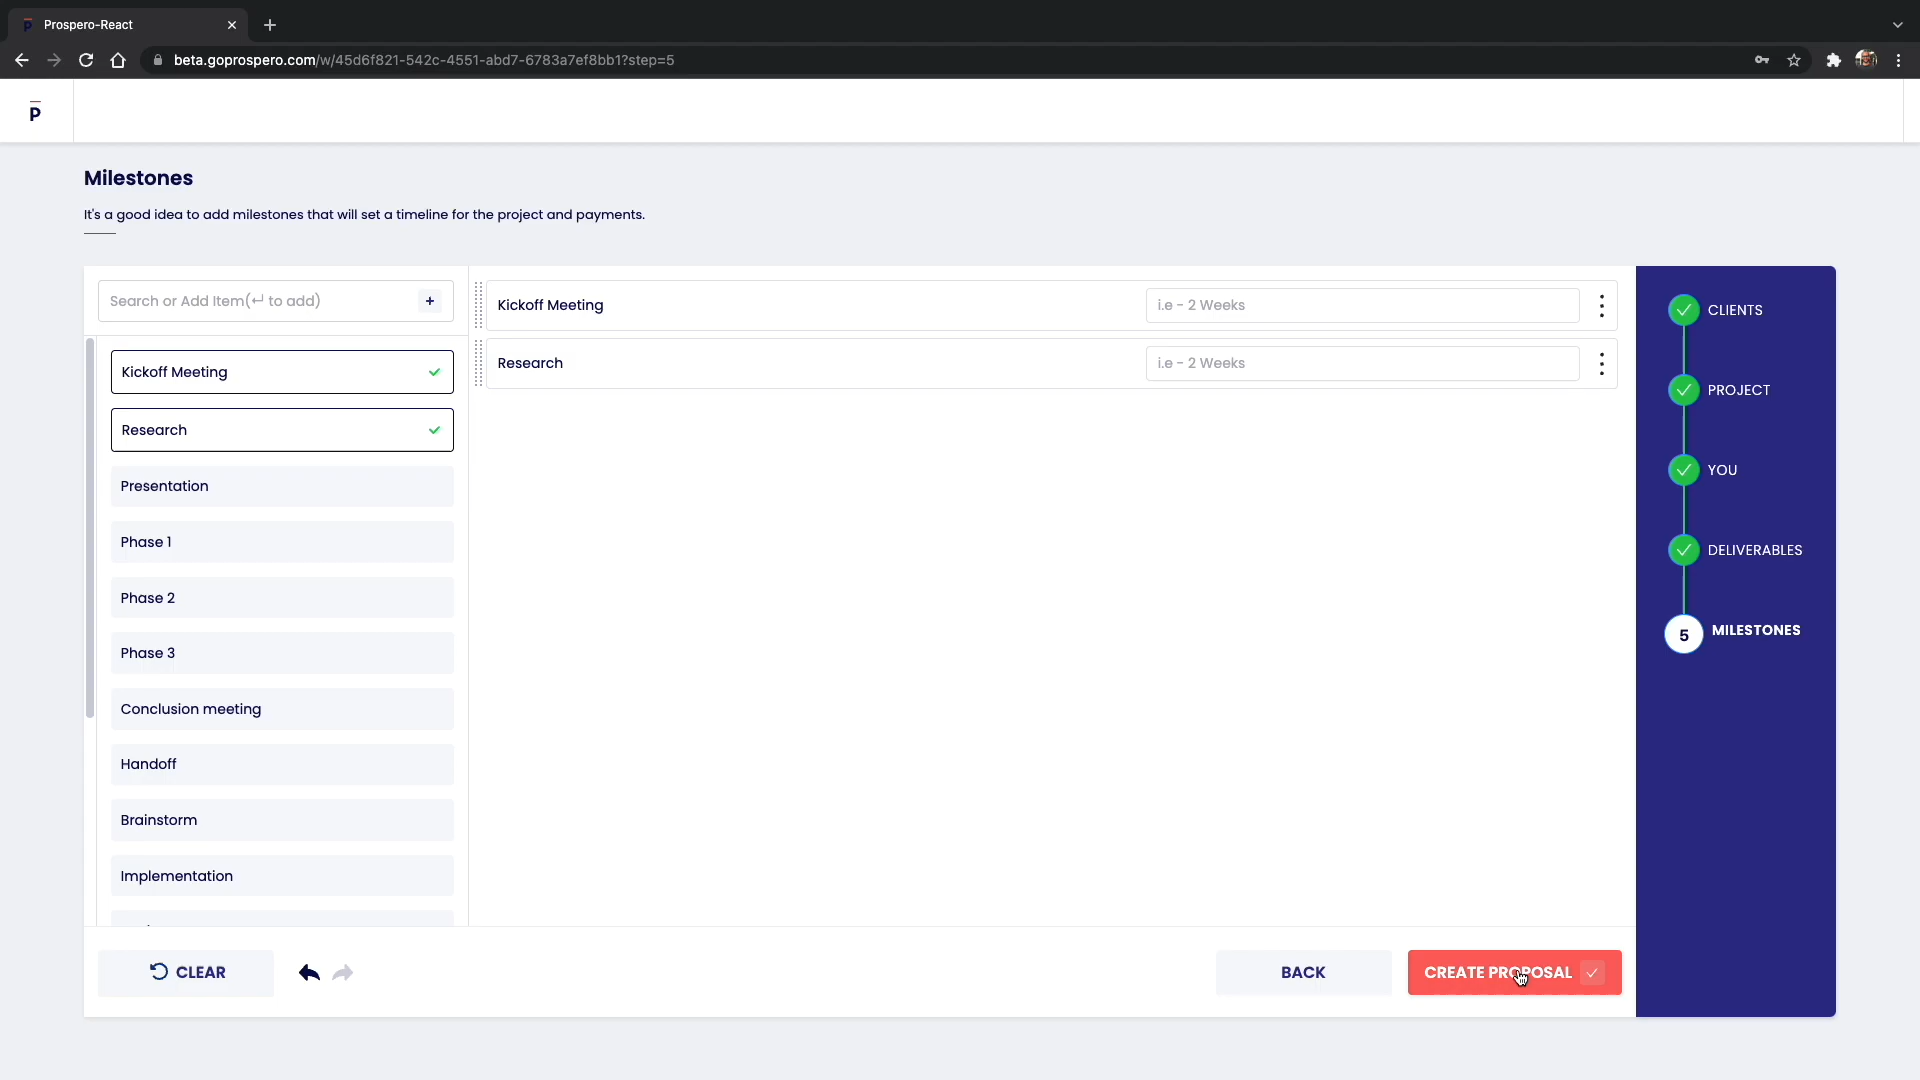 Prospero-React
beta.goprospero.com/w/45d6f821-542c-4551-abd7-6783a7ef8bb1?step=5
P
Milestones
It's a good idea to add milestones that will set a timeline for the project and payments.
Search or Add Item(↵ to add)
+
Kickoff Meeting
Research
Presentation
Phase 1
Phase 2
Phase 3
Conclusion meeting
Handoff
Brainstorm
Implementation
Kickoff Meeting
i.e - 2 Weeks
Research
i.e - 2 Weeks
CLIENTS
PROJECT
YOU
DELIVERABLES
5 MILESTONES
CLEAR
BACK
CREATE PROPOSAL